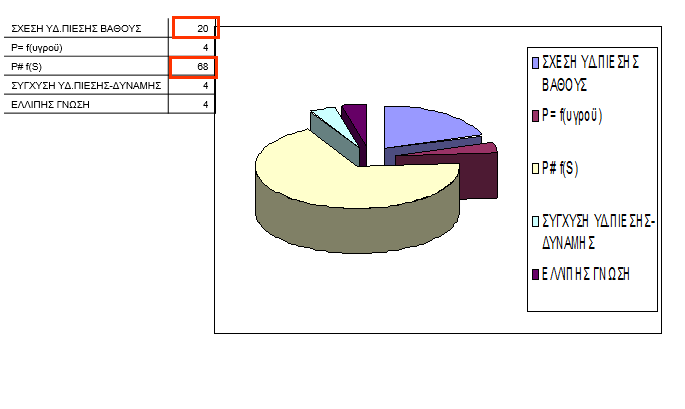 ΣΧΕΣΗ ΥΔ.ΠΙΕΣΗΣ ΒΑΘΟΥΣ 20
P= f(υγρού) 4
P# f(S) 68
ΣΥΓΧΥΣΗ ΥΔ.ΠΙΕΣΗΣ-ΔΥΝΑΜΗΣ 4
ΕΛΛΙΠΗΣ ΓΝΩΣΗ 4
ΣΧΕΣΗ ΥΔ.ΠΙΕΣΗΣ
ΒΑΘΟΥΣ
P= f(υγρού)
P# f(S)
ΣΥΓΧΥΣΗ ΥΔ.ΠΙΕΣΗΣ-
ΔΥΝΑΜΗΣ
ΕΛΛΙΠΗΣ ΓΝΩΣΗ